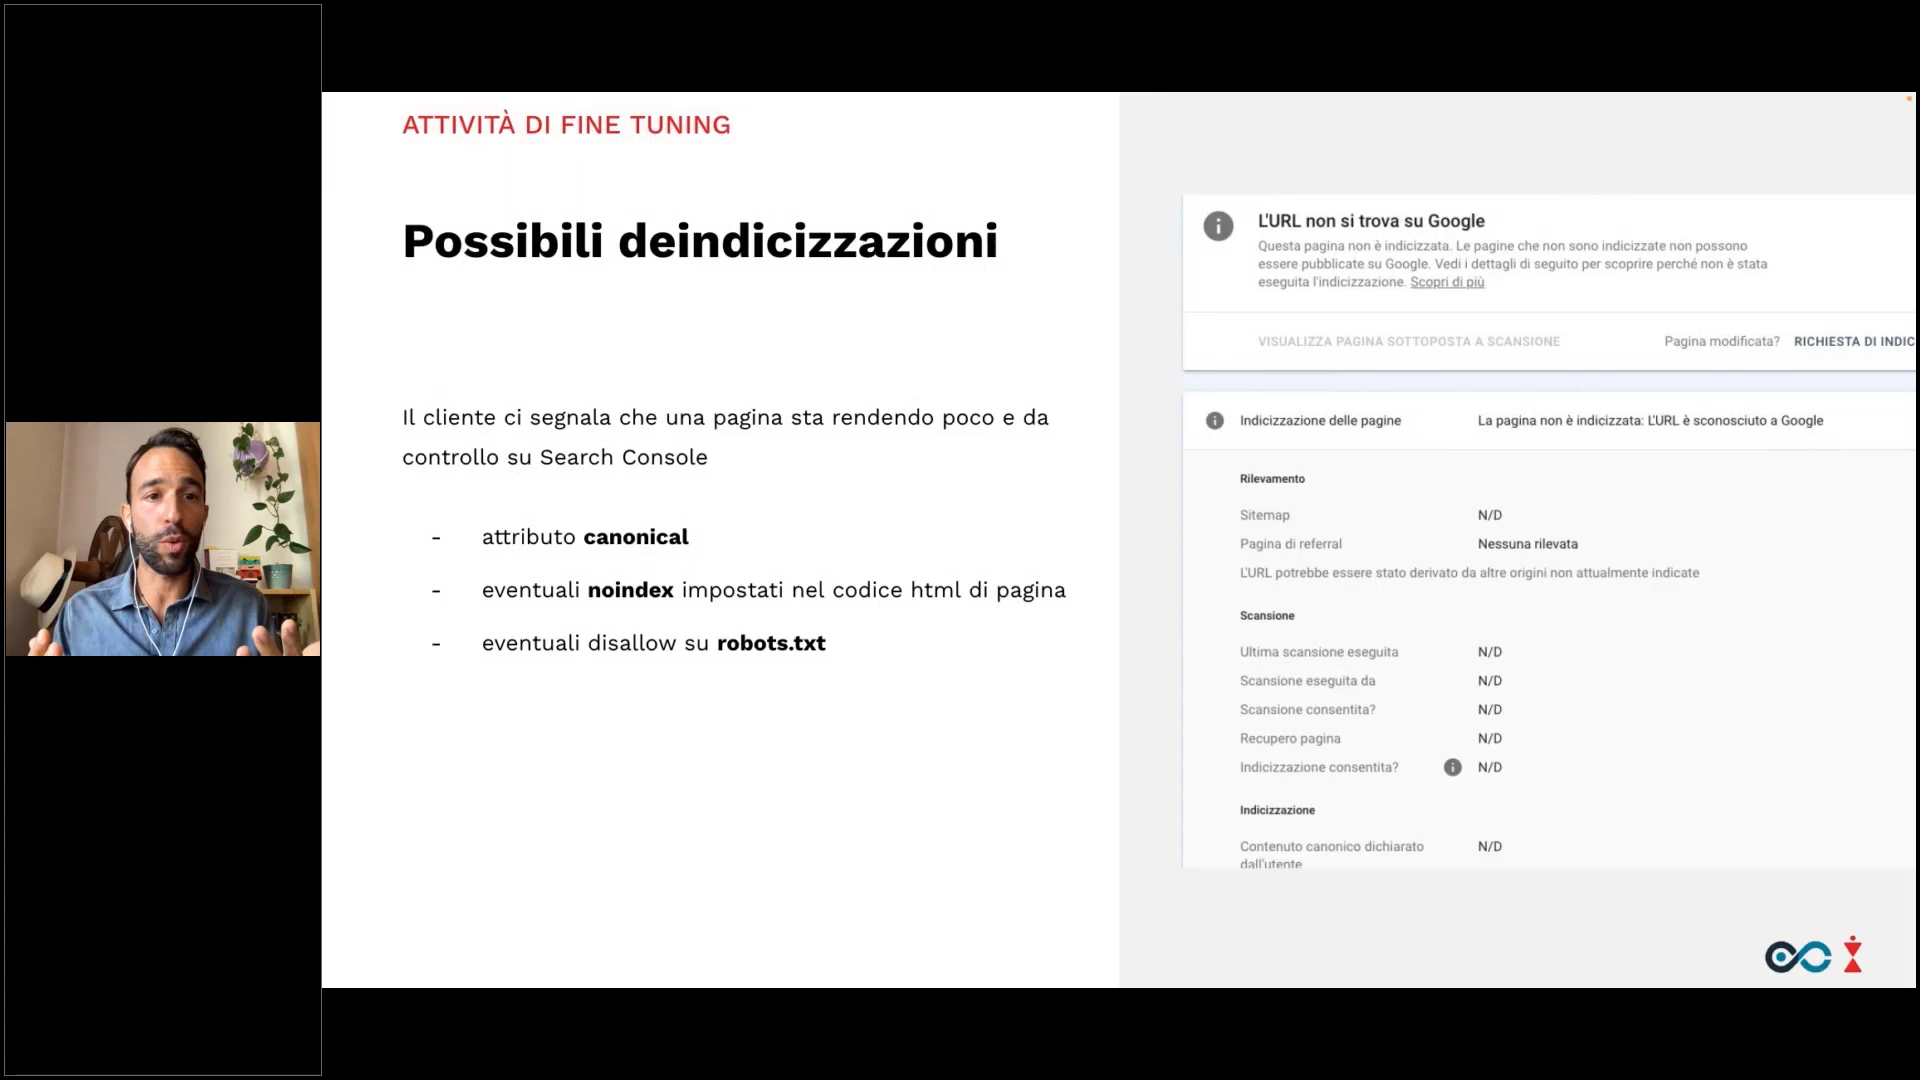 ATTIVITÀ DI FINE TUNING
Possibili deindicizzazioni
Il cliente ci segnala che una pagina sta rendendo poco e da
controllo su Search Console
- attributo canonical
- eventuali noindex impostati nel codice html di pagina
- eventuali disallow su robots.txt
L'URL non si trova su Google
Questa pagina non è indicizzata. Le pagine che non sono indicizzate non possono
essere pubblicate su Google. Vedi i dettagli di seguito per scoprire perché non è stata
eseguita l'indicizzazione. Scopri di più
VISUALIZZA PAGINA SOTTOPOSTA A SCANSIONE Pagina modificata? RICHIESTA DI INDIC
Indicizzazione delle pagine La pagina non è indicizzata: L'URL è sconosciuto a Google
Rilevamento
Sitemap N/D
Pagina di referral Nessuna rilevata
L'URL potrebbe essere stato derivato da altre origini non attualmente indicate
Scansione
Ultima scansione eseguita N/D
Scansione eseguita da N/D
Scansione consentita? N/D
Recupero pagina N/D
Indicizzazione consentita? N/D
Indicizzazione
Contenuto canonico dichiarato N/D
dall'utente